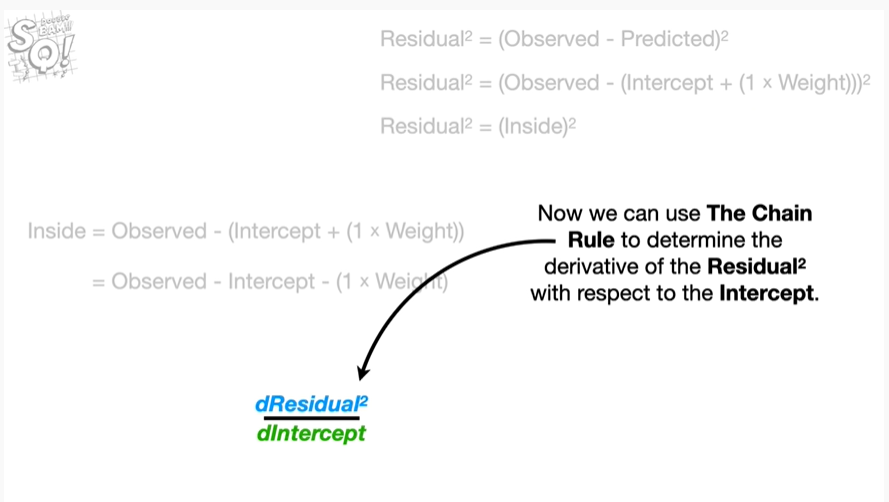 Residual² = (Observed - Predicted)²
Residual² = (Observed - (Intercept + (1 x Weight)))²
Residual² = (Inside)²
Inside = Observed - (Intercept + (1 x Weight))
= Observed - Intercept - (1 x Weight)
Now we can use The Chain
Rule to determine the
derivative of the Residual²
with respect to the Intercept.
dResidual²
dIntercept